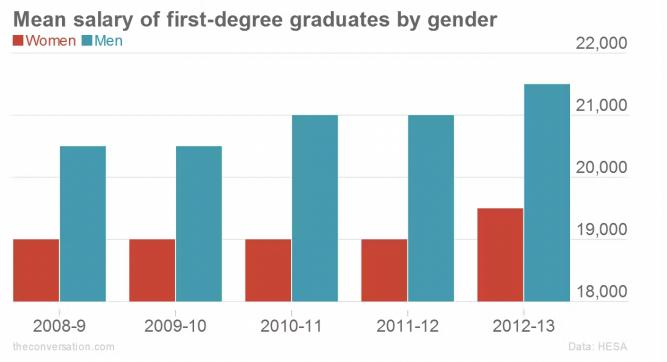 Mean salary of first-degree graduates by gender
Women Men
22,000
21,000
20,000
19,000
18,000
2008-9 2009-10 2010-11 2011-12 2012-13
theconversation.com Data: HESA